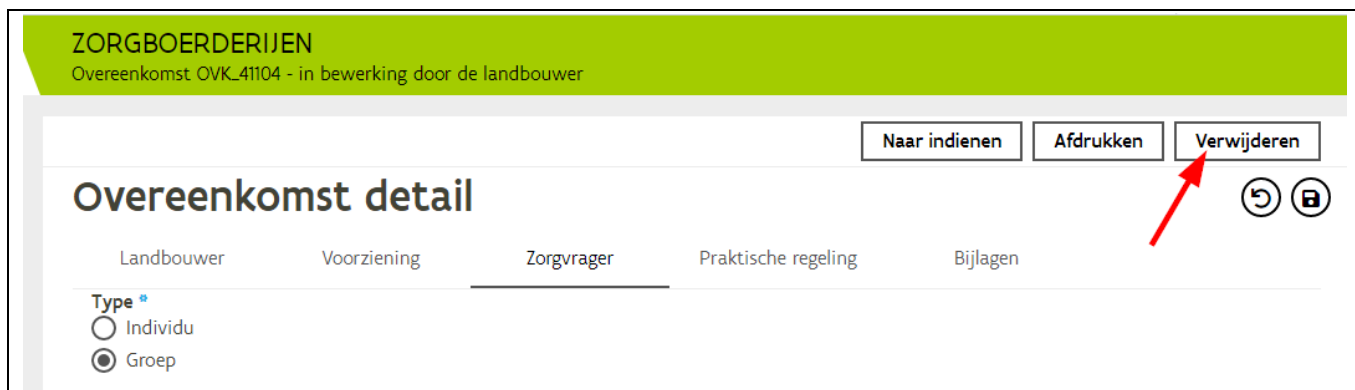 ZORGBOERDERIJEN
Overeenkomst OVK_41104 - in bewerking door de landbouwer
Naar indienen Afdrukken Verwijderen
Overeenkomst detail
Landbouwer Voorziening Zorgvrager Praktische regeling Bijlagen
Type *
Individu
Groep